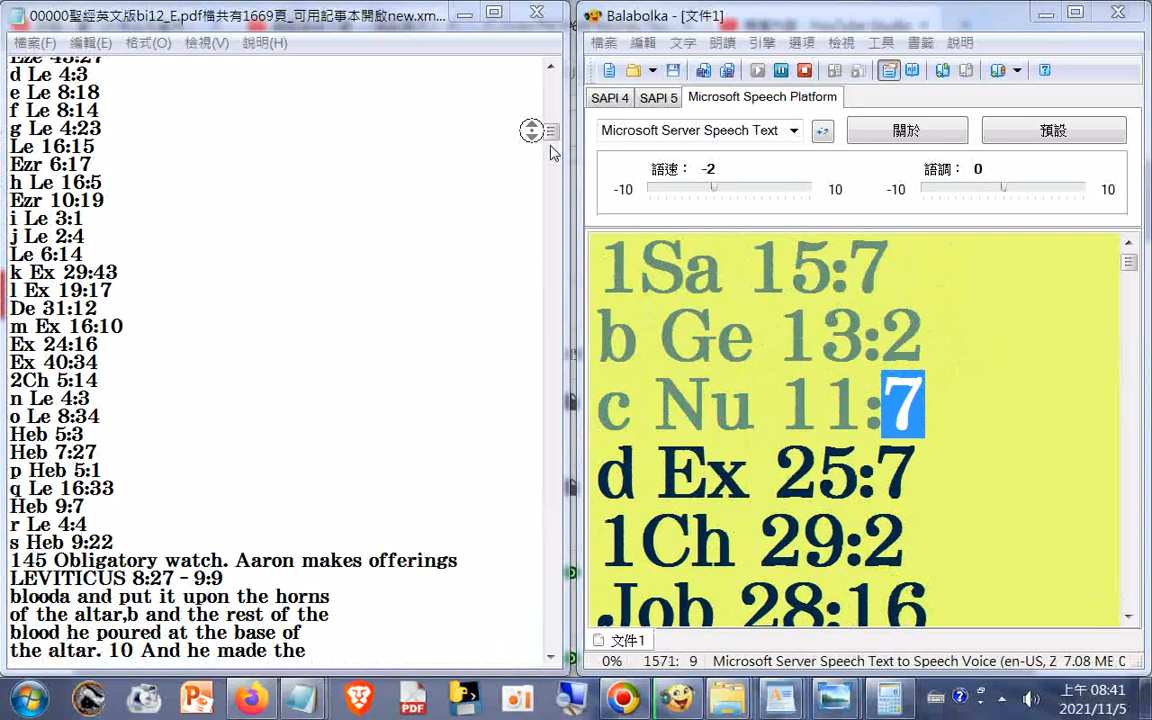 00000聖經英文版bi12_E.pdf檔共有1669頁_可用記事本開啟new.xm...
檔案(F) 編輯(E) 格式(O) 檢視(V) 說明(H)
Eze 43:27
d Le 4:3
e Le 8:18
f Le 8:14
g Le 4:23
Le 16:15
Ezr 6:17
h Le 16:5
Ezr 10:19
i Le 3:1
j Le 2:4
Le 6:14
k Ex 29:43
l Ex 19:17
De 31:12
m Ex 16:10
Ex 24:16
Ex 40:34
2Ch 5:14
n Le 4:3
o Le 8:34
Heb 5:3
Heb 7:27
p Heb 5:1
q Le 16:33
Heb 9:7
r Le 4:4
s Heb 9:22
145 Obligatory watch. Aaron makes offerings
LEVITICUS 8:27 – 9:9
blooda and put it upon the horns
of the altar,b and the rest of the
blood he poured at the base of
the altar. 10 And he made the
Balabolka - [文件1]
檔案 編輯 文字 朗讀 引擎 選項 檢視 工具 書籤 說明
SAPI 4 SAPI 5 Microsoft Speech Platform
Microsoft Server Speech Text 關於 預設
語速： -2 語調： 0
-10 10 -10 10
1Sa 15:7
b Ge 13:2
c Nu 11:7
d Ex 25:7
1Ch 29:2
Job 28:16
文件1
0% 1571: 9 Microsoft Server Speech Text to Speech Voice (en-US, Z 7.08 ME
PDF
上午 08:41
2021/11/5